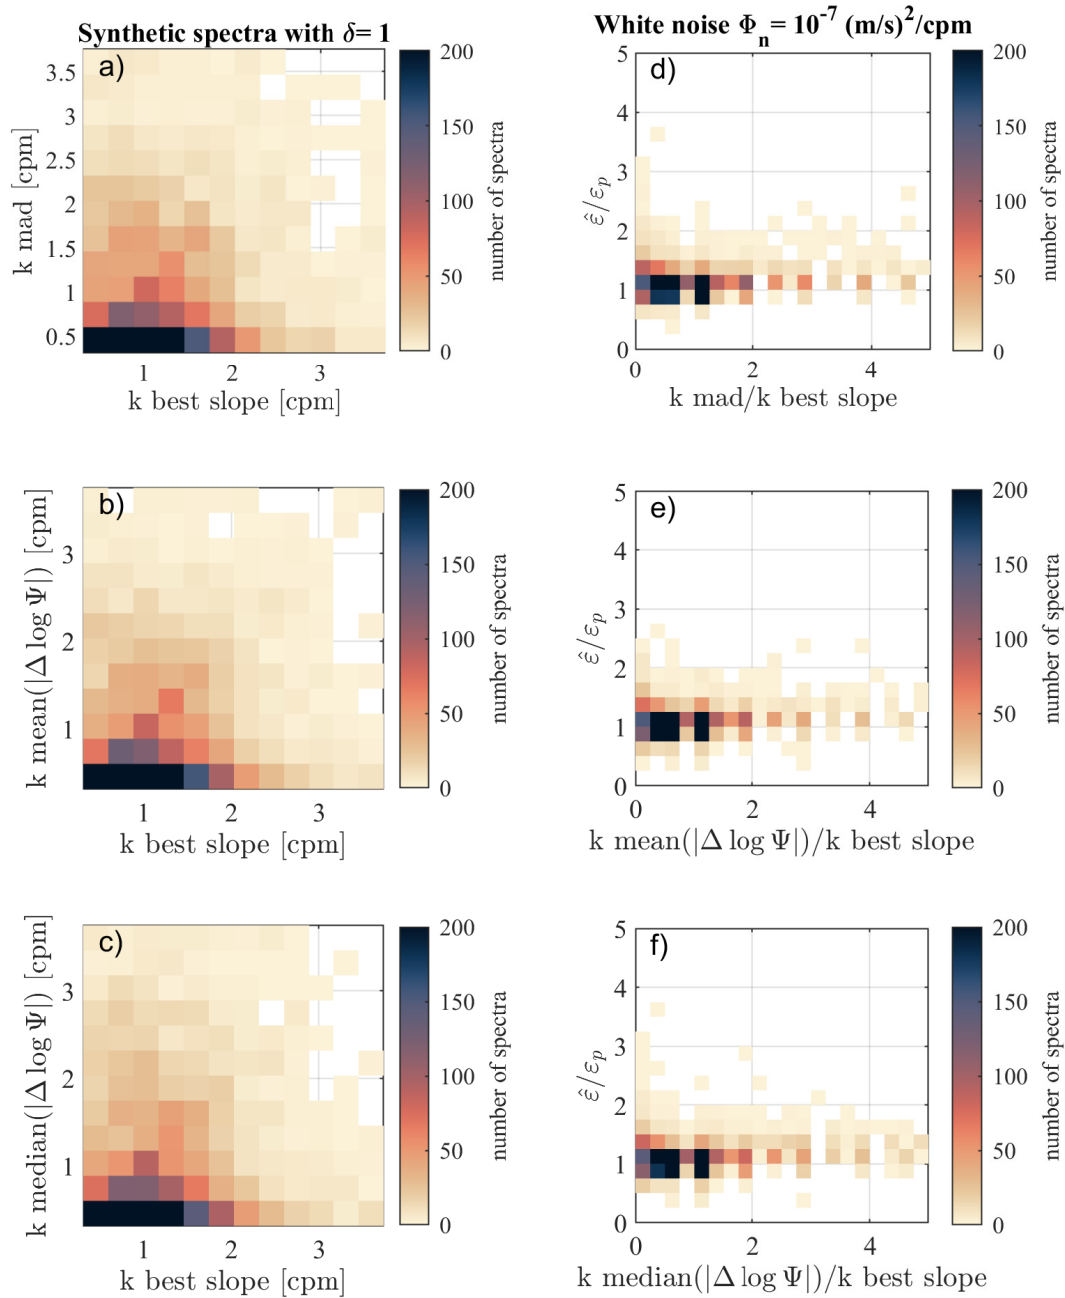 Synthetic spectra with δ= 1
a)
3.5
3
2.5
2
1.5
1
0.5
k mad [cpm]
1 2 3
k best slope [cpm]
200
150
100
50
0
number of spectra
White noise Φn= 10^-7 (m/s)^2/cpm
d)
5
4
3
2
1
0
ε̂/εp
0 2 4
k mad/k best slope
200
150
100
50
0
number of spectra
b)
3
2
1
k mean(|Δ log Ψ|) [cpm]
1 2 3
k best slope [cpm]
200
150
100
50
0
number of spectra
e)
5
4
3
2
1
0
ε̂/εp
0 2 4
k mean(|Δ log Ψ|)/k best slope
200
150
100
50
0
number of spectra
c)
3
2
1
k median(|Δ log Ψ|) [cpm]
1 2 3
k best slope [cpm]
200
150
100
50
0
number of spectra
f)
5
4
3
2
1
0
ε̂/εp
0 2 4
k median(|Δ log Ψ|)/k best slope
200
150
100
50
0
number of spectra